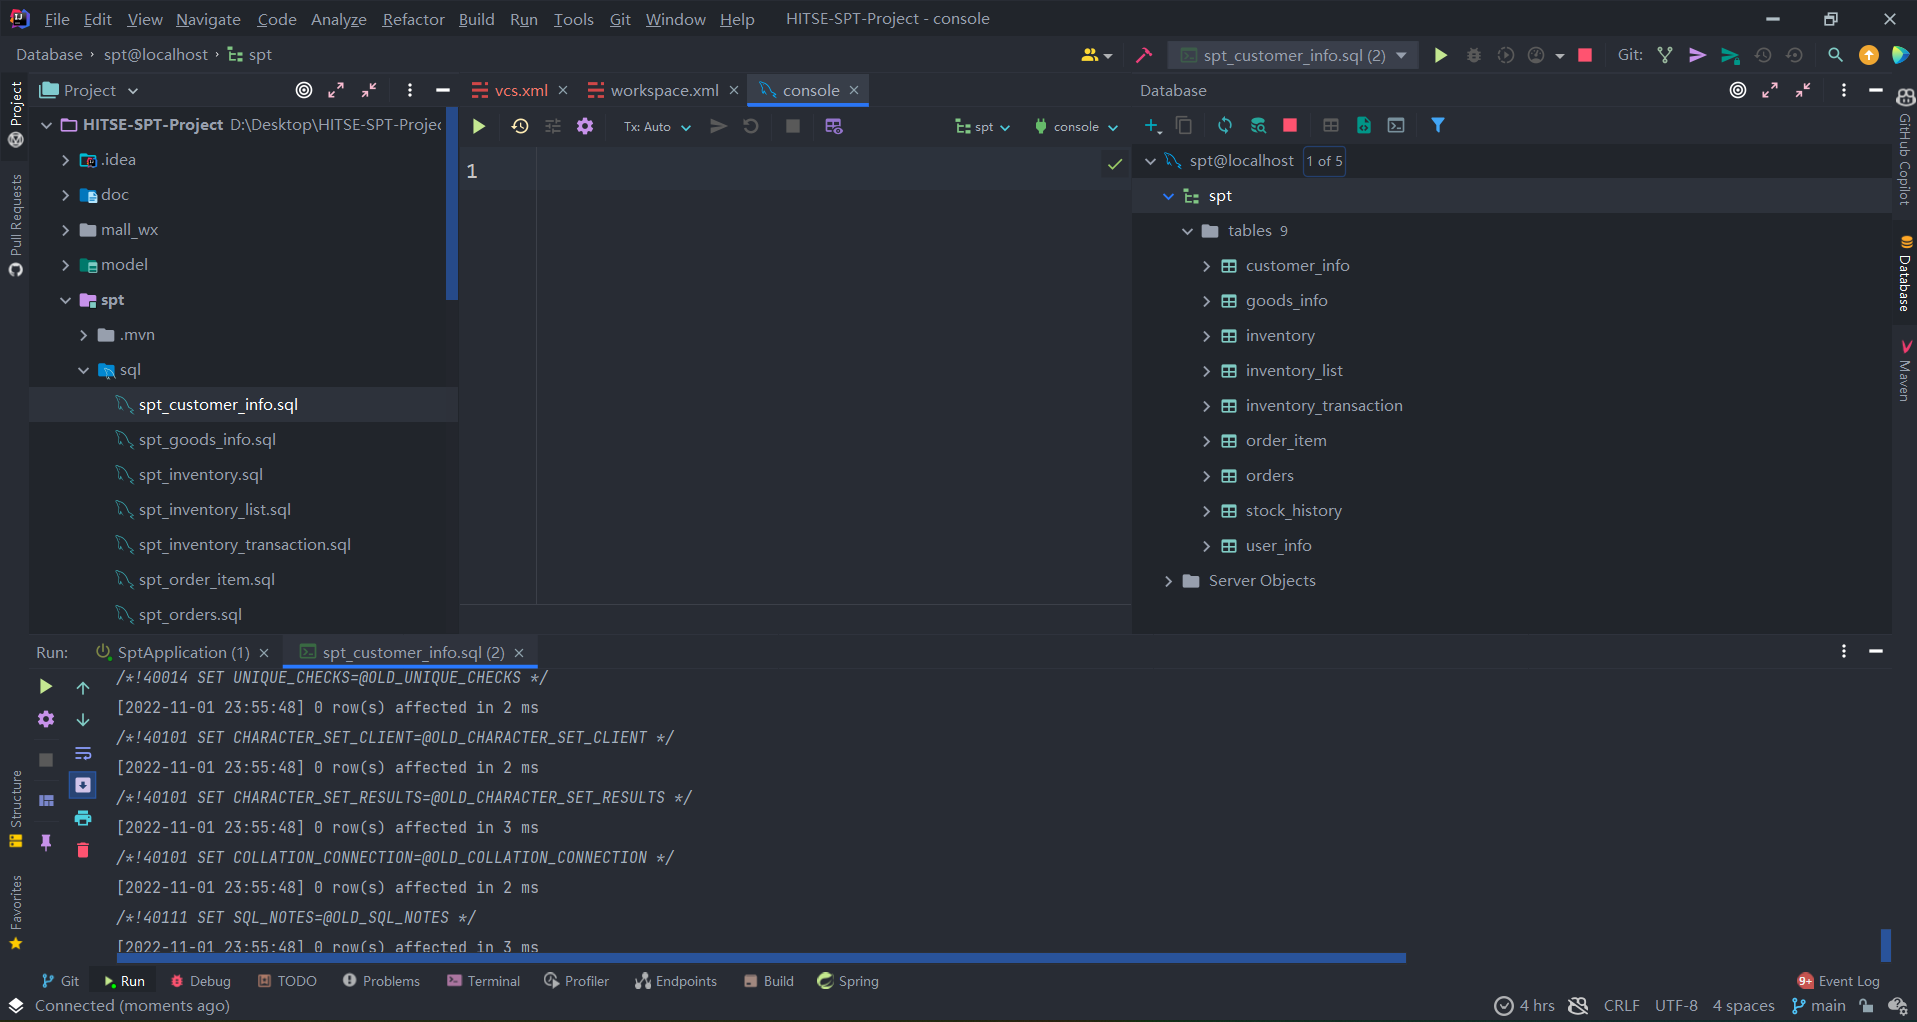 File Edit View Navigate Code Analyze Refactor Build Run Tools Git Window Help HITSE-SPT-Project - console
Database › spt@localhost › spt
spt_customer_info.sql (2)
Git:
Project
vcs.xml
workspace.xml
console
Database
Tx: Auto
spt
console
HITSE-SPT-Project D:\Desktop\HITSE-SPT-Projec
.idea
doc
mall_wx
model
spt
.mvn
sql
spt_customer_info.sql
spt_goods_info.sql
spt_inventory.sql
spt_inventory_list.sql
spt_inventory_transaction.sql
spt_order_item.sql
spt_orders.sql
1
spt@localhost 1 of 5
spt
tables 9
customer_info
goods_info
inventory
inventory_list
inventory_transaction
order_item
orders
stock_history
user_info
Server Objects
Project
Pull Requests
Structure
Favorites
GitHub Copilot
Database
Maven
Run: SptApplication (1) spt_customer_info.sql (2)
/*!40014 SET UNIQUE_CHECKS=@OLD_UNIQUE_CHECKS */
[2022-11-01 23:55:48] 0 row(s) affected in 2 ms
/*!40101 SET CHARACTER_SET_CLIENT=@OLD_CHARACTER_SET_CLIENT */
[2022-11-01 23:55:48] 0 row(s) affected in 2 ms
/*!40101 SET CHARACTER_SET_RESULTS=@OLD_CHARACTER_SET_RESULTS */
[2022-11-01 23:55:48] 0 row(s) affected in 3 ms
/*!40101 SET COLLATION_CONNECTION=@OLD_COLLATION_CONNECTION */
[2022-11-01 23:55:48] 0 row(s) affected in 2 ms
/*!40111 SET SQL_NOTES=@OLD_SQL_NOTES */
[2022-11-01 23:55:48] 0 row(s) affected in 3 ms
Git Run Debug TODO Problems Terminal Profiler Endpoints Build Spring 9+ Event Log
Connected (moments ago) 4 hrs CRLF UTF-8 4 spaces main